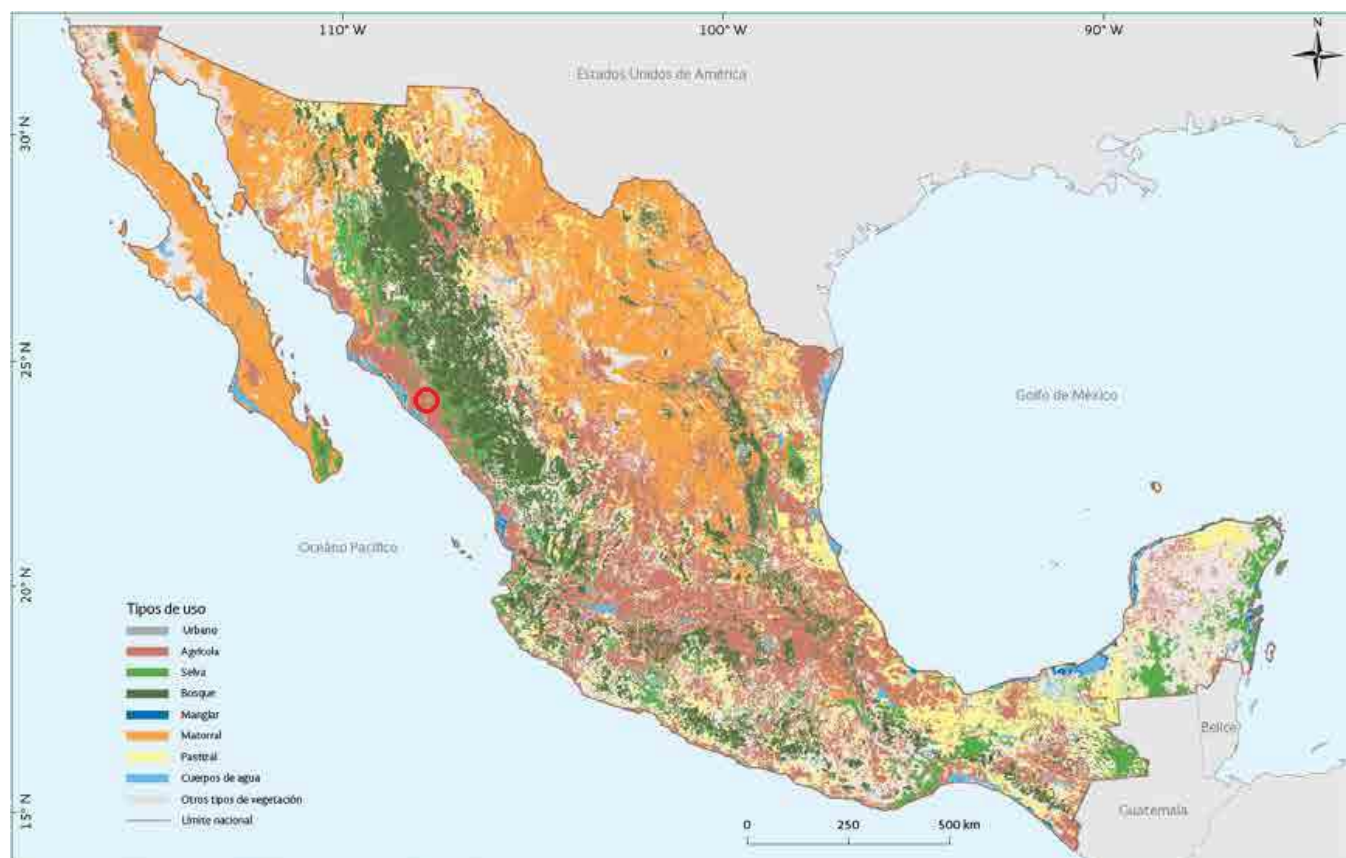 110° W
100° W
90° W
N
Estados Unidos de América
30° N
25° N
Golfo de México
Oceáno Pacífico
20° N
Tipos de uso
Urbano
Agrícola
Selva
Bosque
Manglar
Matorral
Pastizal
Cuerpos de agua
Otros tipos de vegetación
Límite nacional
Belice
Guatemala
15° N
0
250
500 km